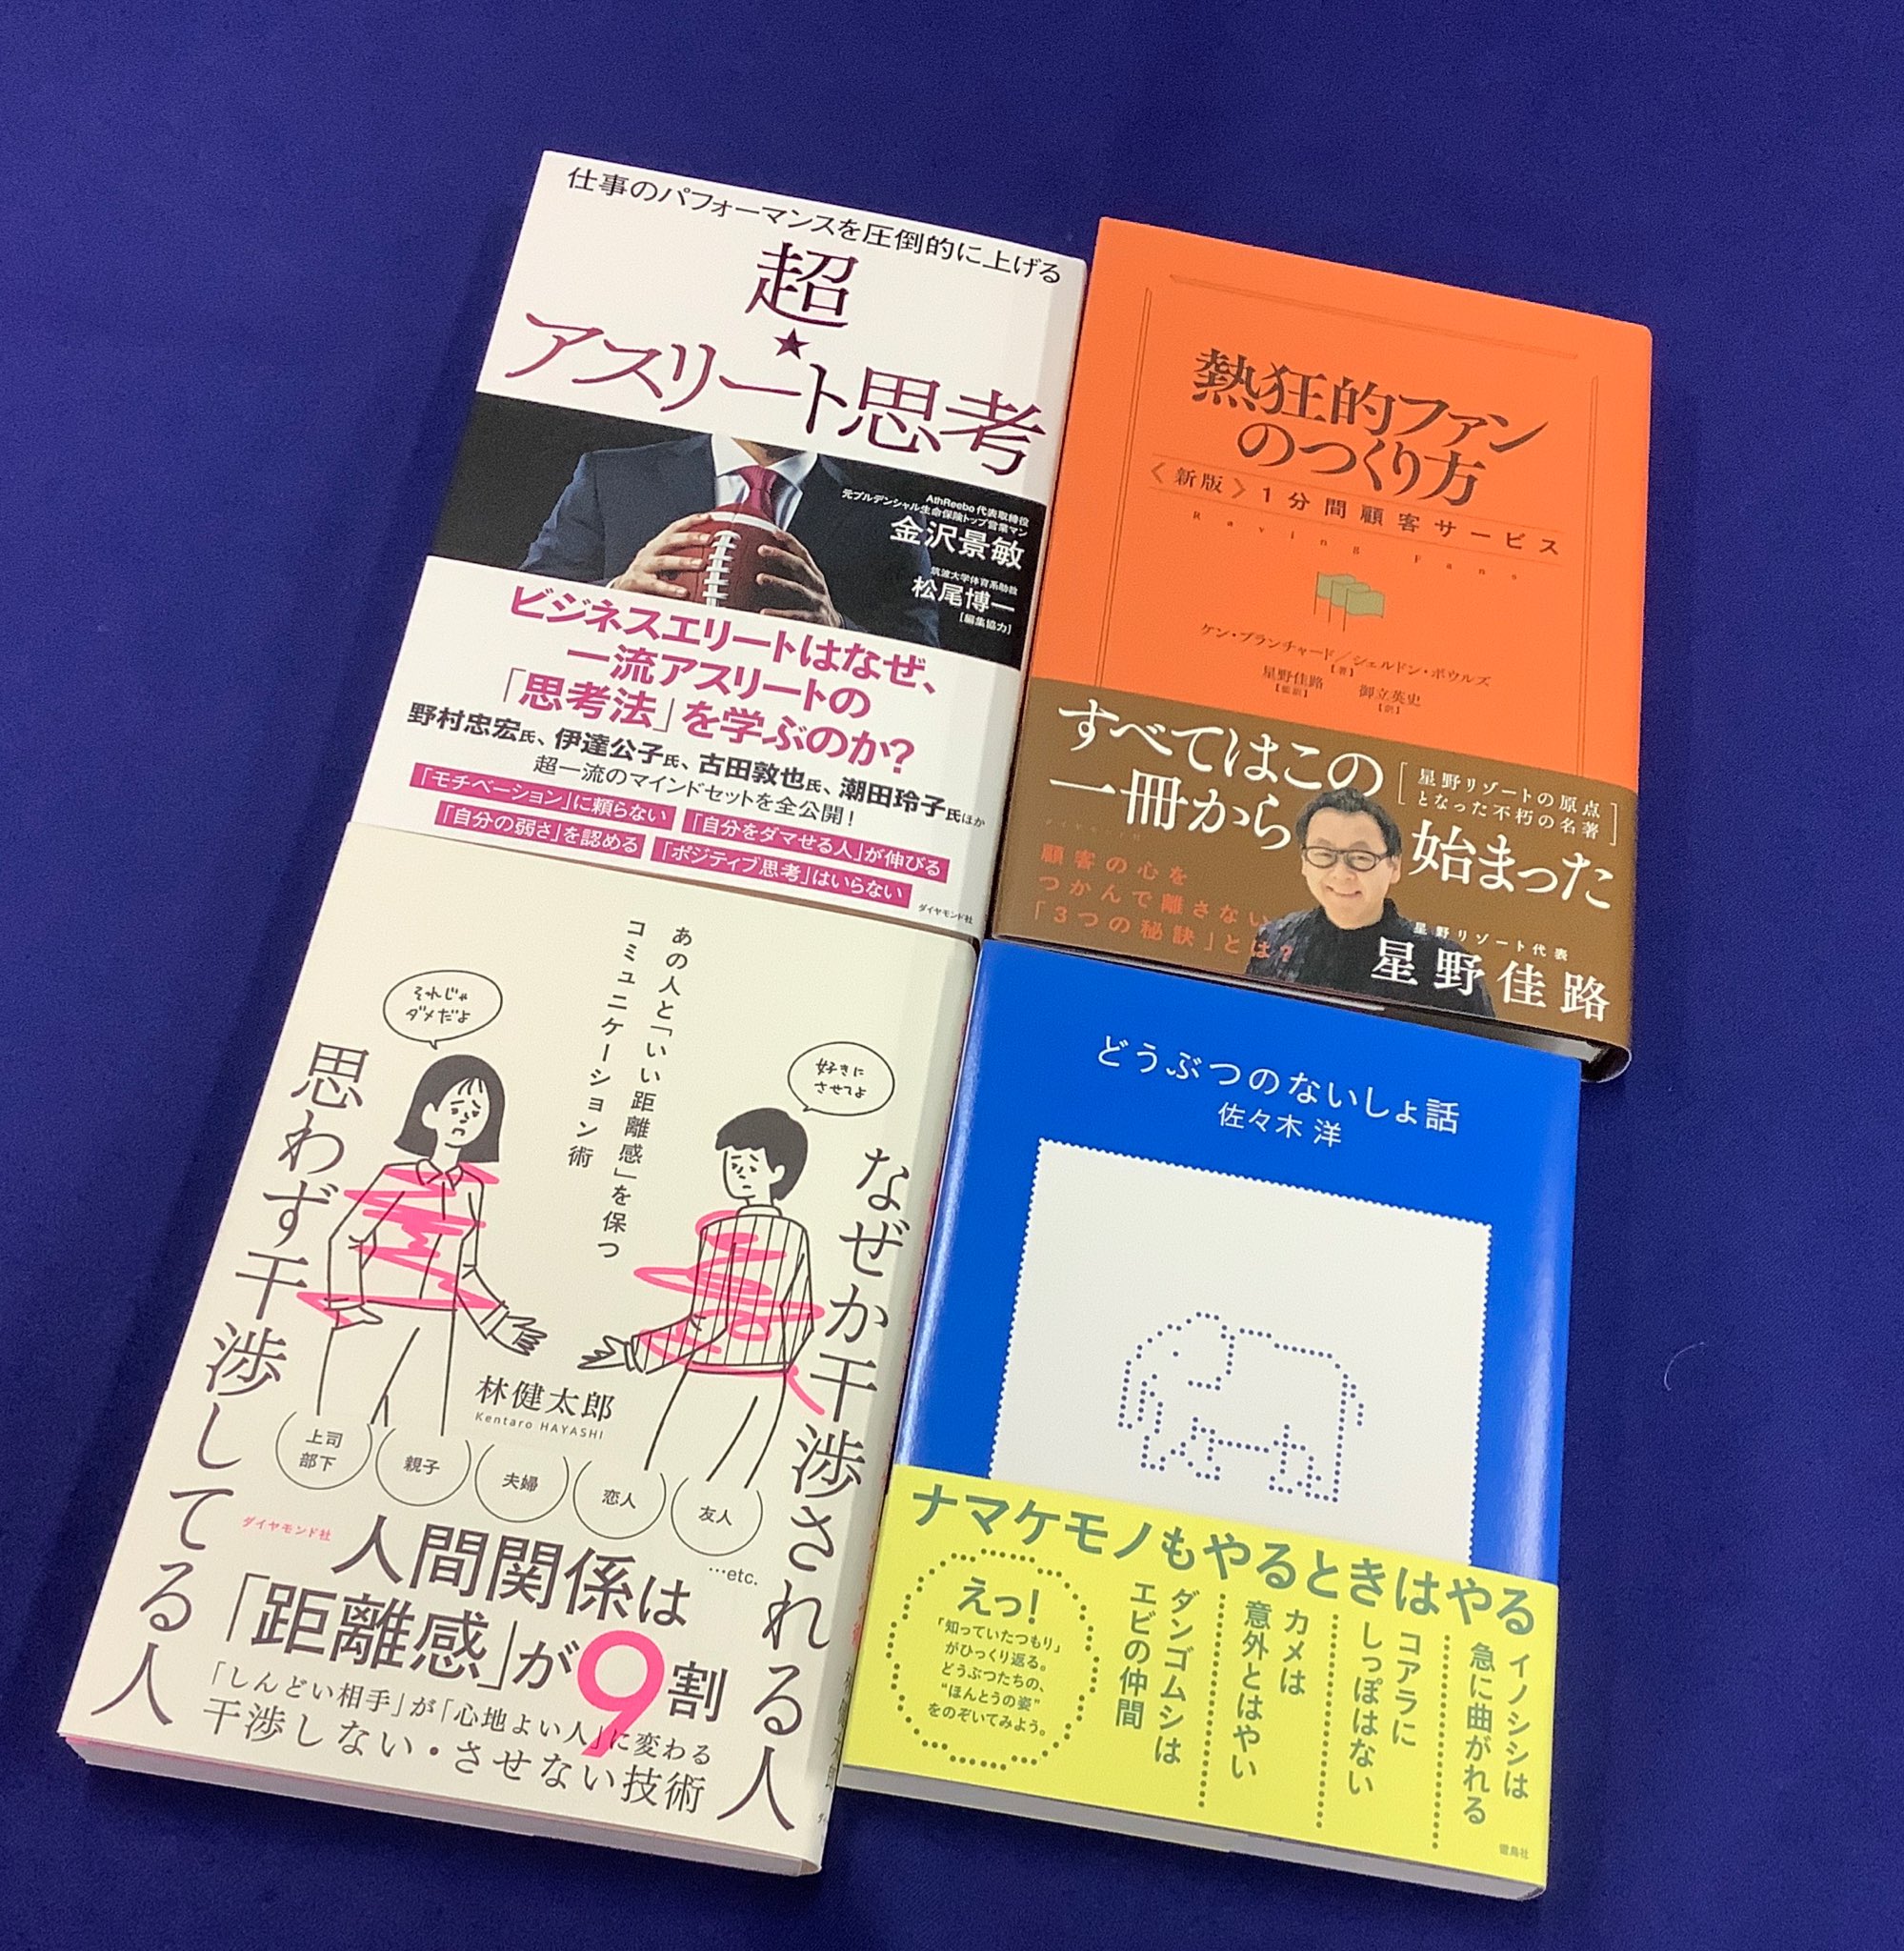 仕事のパフォーマンスを圧倒的に上げる
超
★
アスリート思考
AthReebo代表取締役
元プルデンシャル生命保険トップ営業マン
金沢景敏
筑波大学体育系助教
松尾博一
［編集協力］
ビジネスエリートはなぜ、
一流アスリートの
「思考法」を学ぶのか?
野村忠宏氏、伊達公子氏、古田敦也氏、潮田玲子氏ほか
超一流のマインドセットを全公開!
「モチベーション」に頼らない
「自分をダマせる人」が伸びる
「自分の弱さ」を認める
「ポジティブ思考」はいらない
ダイヤモンド社
熱狂的ファン
のつくり方
〈新版〉1分間顧客サービス
Raving Fans
ケン・ブランチャード／シェルドン・ボウルズ
【著】
星野佳路
【監訳】
御立英史
【訳】
すべてはこの
一冊から
始まった
［星野リゾートの原点
となった不朽の名著］
顧客の心を
つかんで離さない
「3つの秘訣」とは?
星野リゾート代表
星野佳路
なぜか干渉される人
思わず干渉してる人
あの人と「いい距離感」を保つ
コミュニケーション術
それじゃ
ダメだよ
好きに
させてよ
林健太郎
Kentaro HAYASHI
上司
部下
親子
夫婦
恋人
友人
…etc.
ダイヤモンド社
人間関係は
「距離感」が9割
「しんどい相手」が「心地よい人」に変わる
干渉しない・させない技術
どうぶつのないしょ話
佐々木 洋
ナマケモノもやるときはやる
イノシシは
急に曲がれる
コアラに
しっぽはない
カメは
意外とはやい
ダンゴムシは
エビの仲間
えっ!
「知っていたつもり」
がひっくり返る。
どうぶつたちの、
“ほんとうの姿”
をのぞいてみよう。